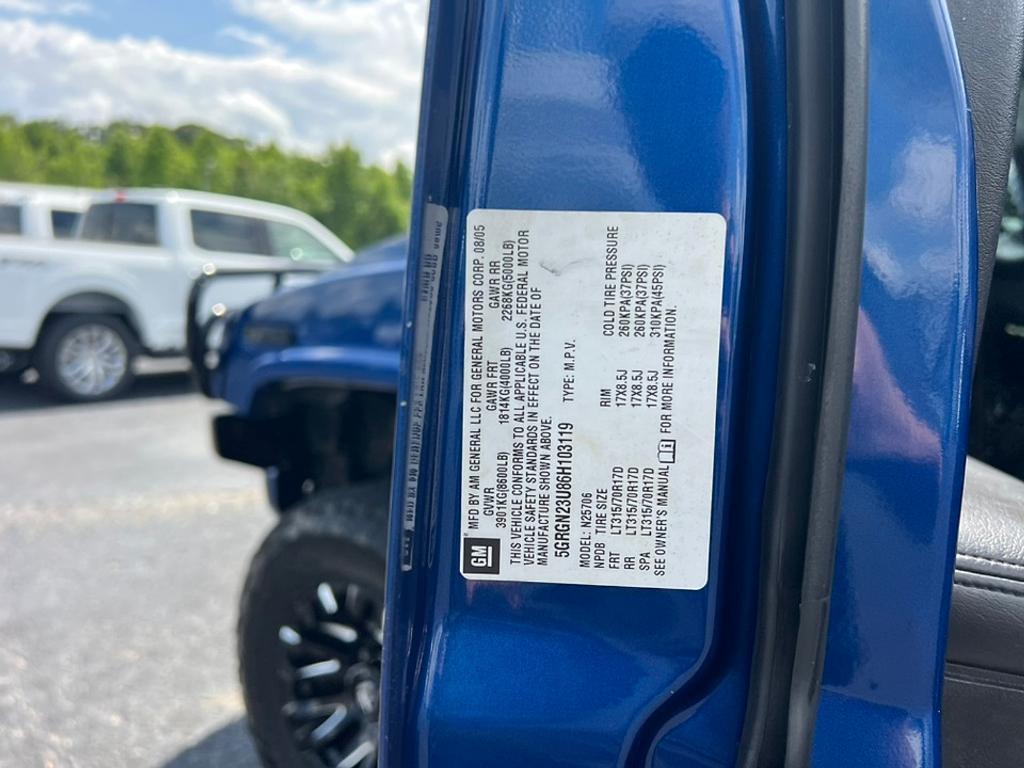 GM
MFD BY AM GENERAL LLC FOR GENERAL MOTORS CORP. 08/05
GVWR GAWR FRT GAWR RR
3901KG(8600LB) 1814KG(4000LB) 2268KG(5000LB)
THIS VEHICLE CONFORMS TO ALL APPLICABLE U.S. FEDERAL MOTOR
VEHICLE SAFETY STANDARDS IN EFFECT ON THE DATE OF
MANUFACTURE SHOWN ABOVE.
5GRGN23U86H103119 TYPE: M.P.V.
MODEL: N25706
NPDB TIRE SIZE RIM COLD TIRE PRESSURE
FRT LT315/70R17D 17X8.5J 260KPA(37PSI)
RR LT315/70R17D 17X8.5J 260KPA(37PSI)
SPA LT315/70R17D 17X8.5J 310KPA(45PSI)
SEE OWNER'S MANUAL FOR MORE INFORMATION.